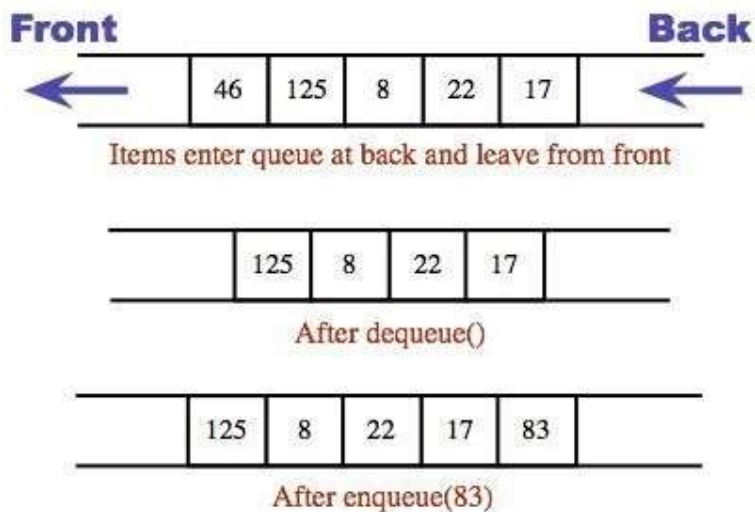 Front Back
46 125 8 22 17
Items enter queue at back and leave from front
125 8 22 17
After dequeue()
125 8 22 17 83
After enqueue(83)